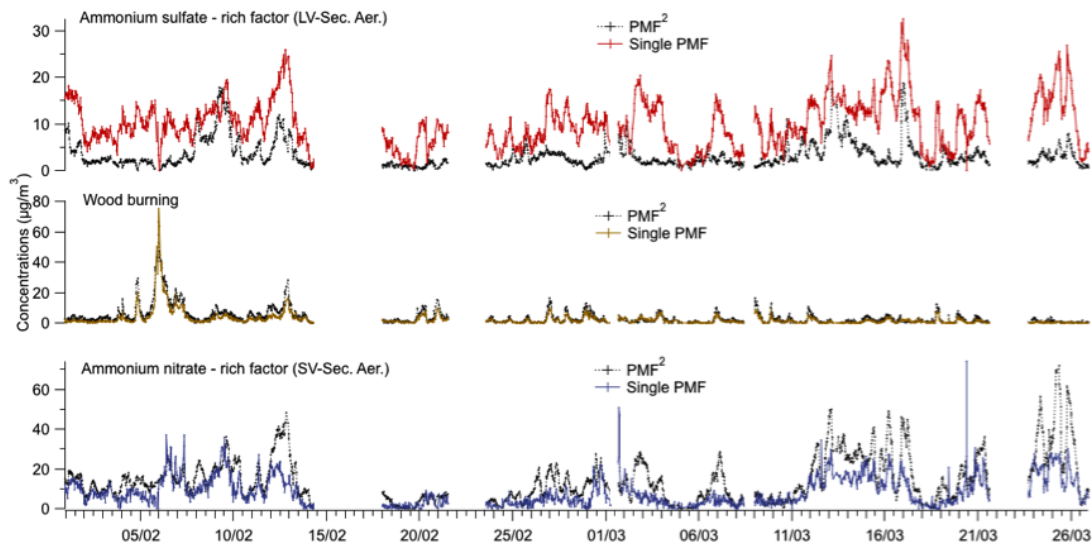 Ammonium sulfate - rich factor (LV-Sec. Aer.)
PMF²
Single PMF
30
20
10
0
Concentrations (µg/m³)
Wood burning
PMF²
Single PMF
80
60
40
20
0
Ammonium nitrate - rich factor (SV-Sec. Aer.)
PMF²
Single PMF
60
40
20
0
05/02 10/02 15/02 20/02 25/02 01/03 06/03 11/03 16/03 21/03 26/03